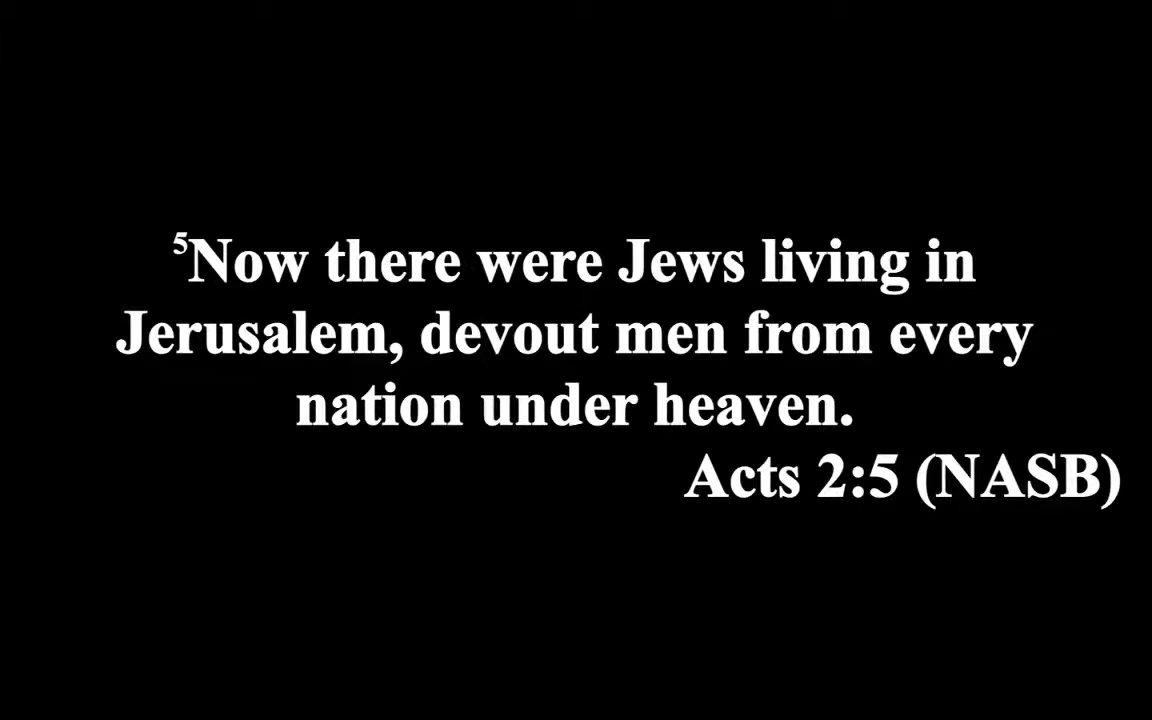 ⁵Now there were Jews living in
Jerusalem, devout men from every
nation under heaven.
Acts 2:5 (NASB)